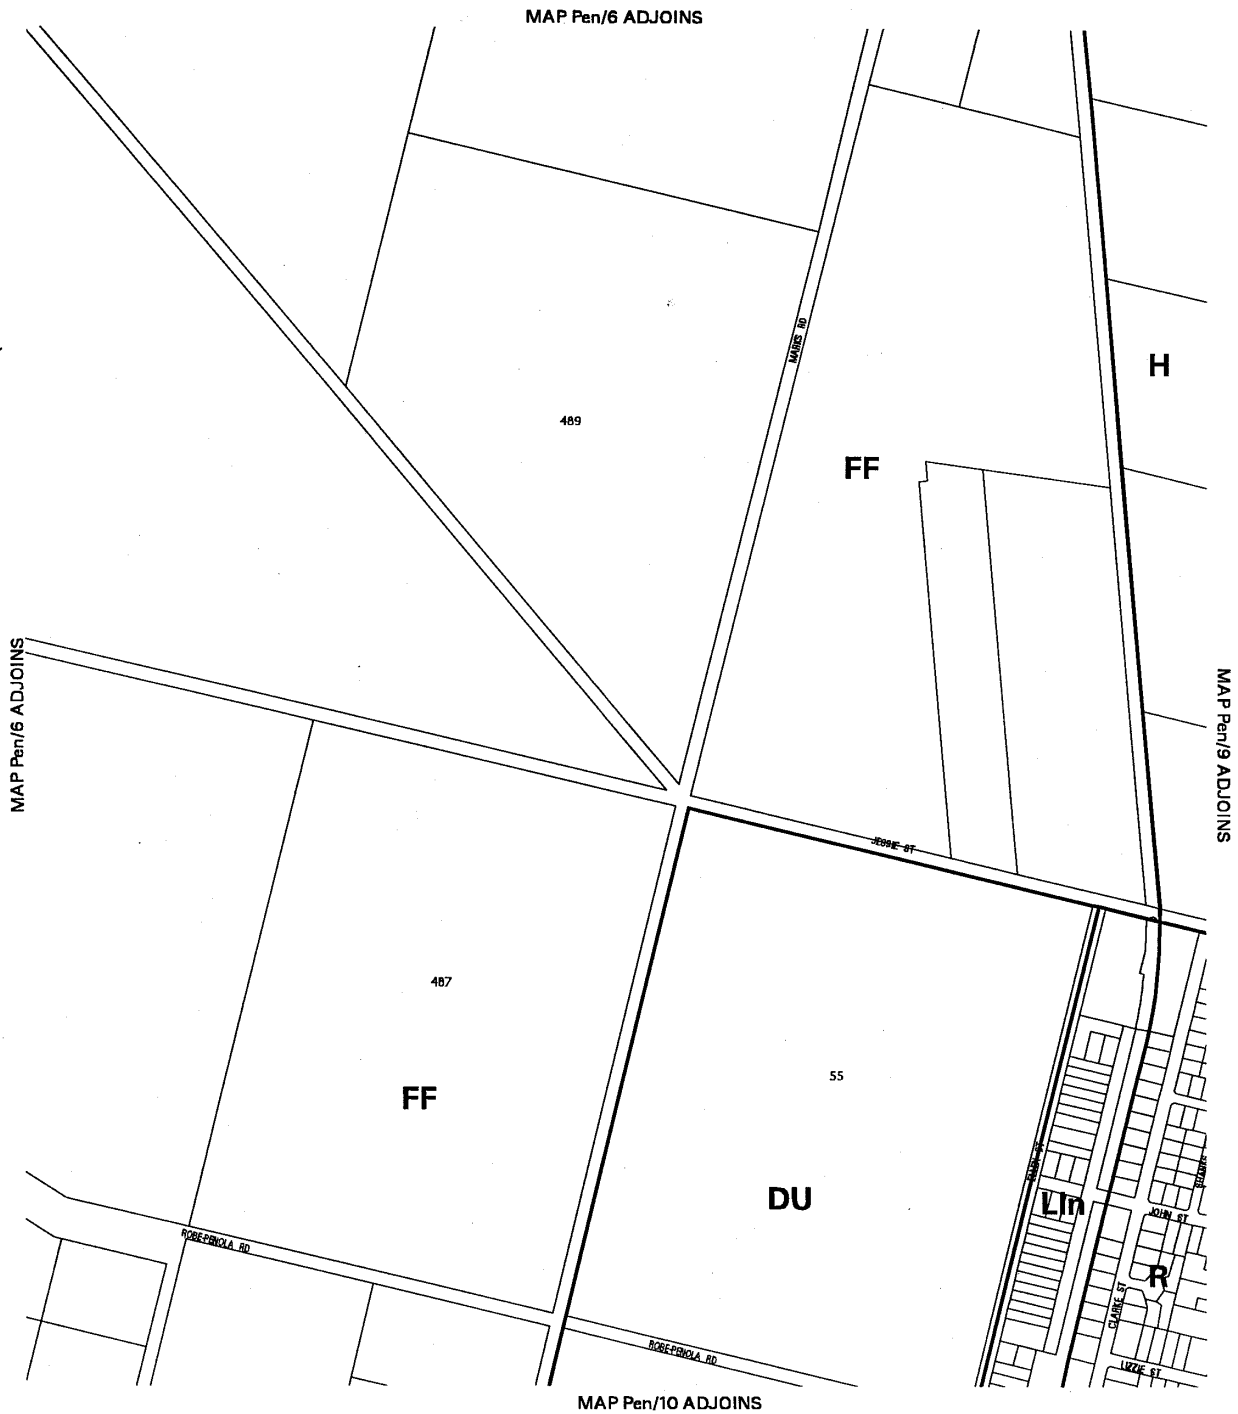 MAP Pen/6 ADJOINS
MARKS RD
H
489
FF
MAP Pen/6 ADJOINS
MAP Pen/9 ADJOINS
JESSIE ST
487
55
FF
ELLEN ST
DU
LIn
JOHN ST
ROBE-PENOLA RD
R
CLARKE ST
ROBE-PENOLA RD
LIZZIE ST
MAP Pen/10 ADJOINS